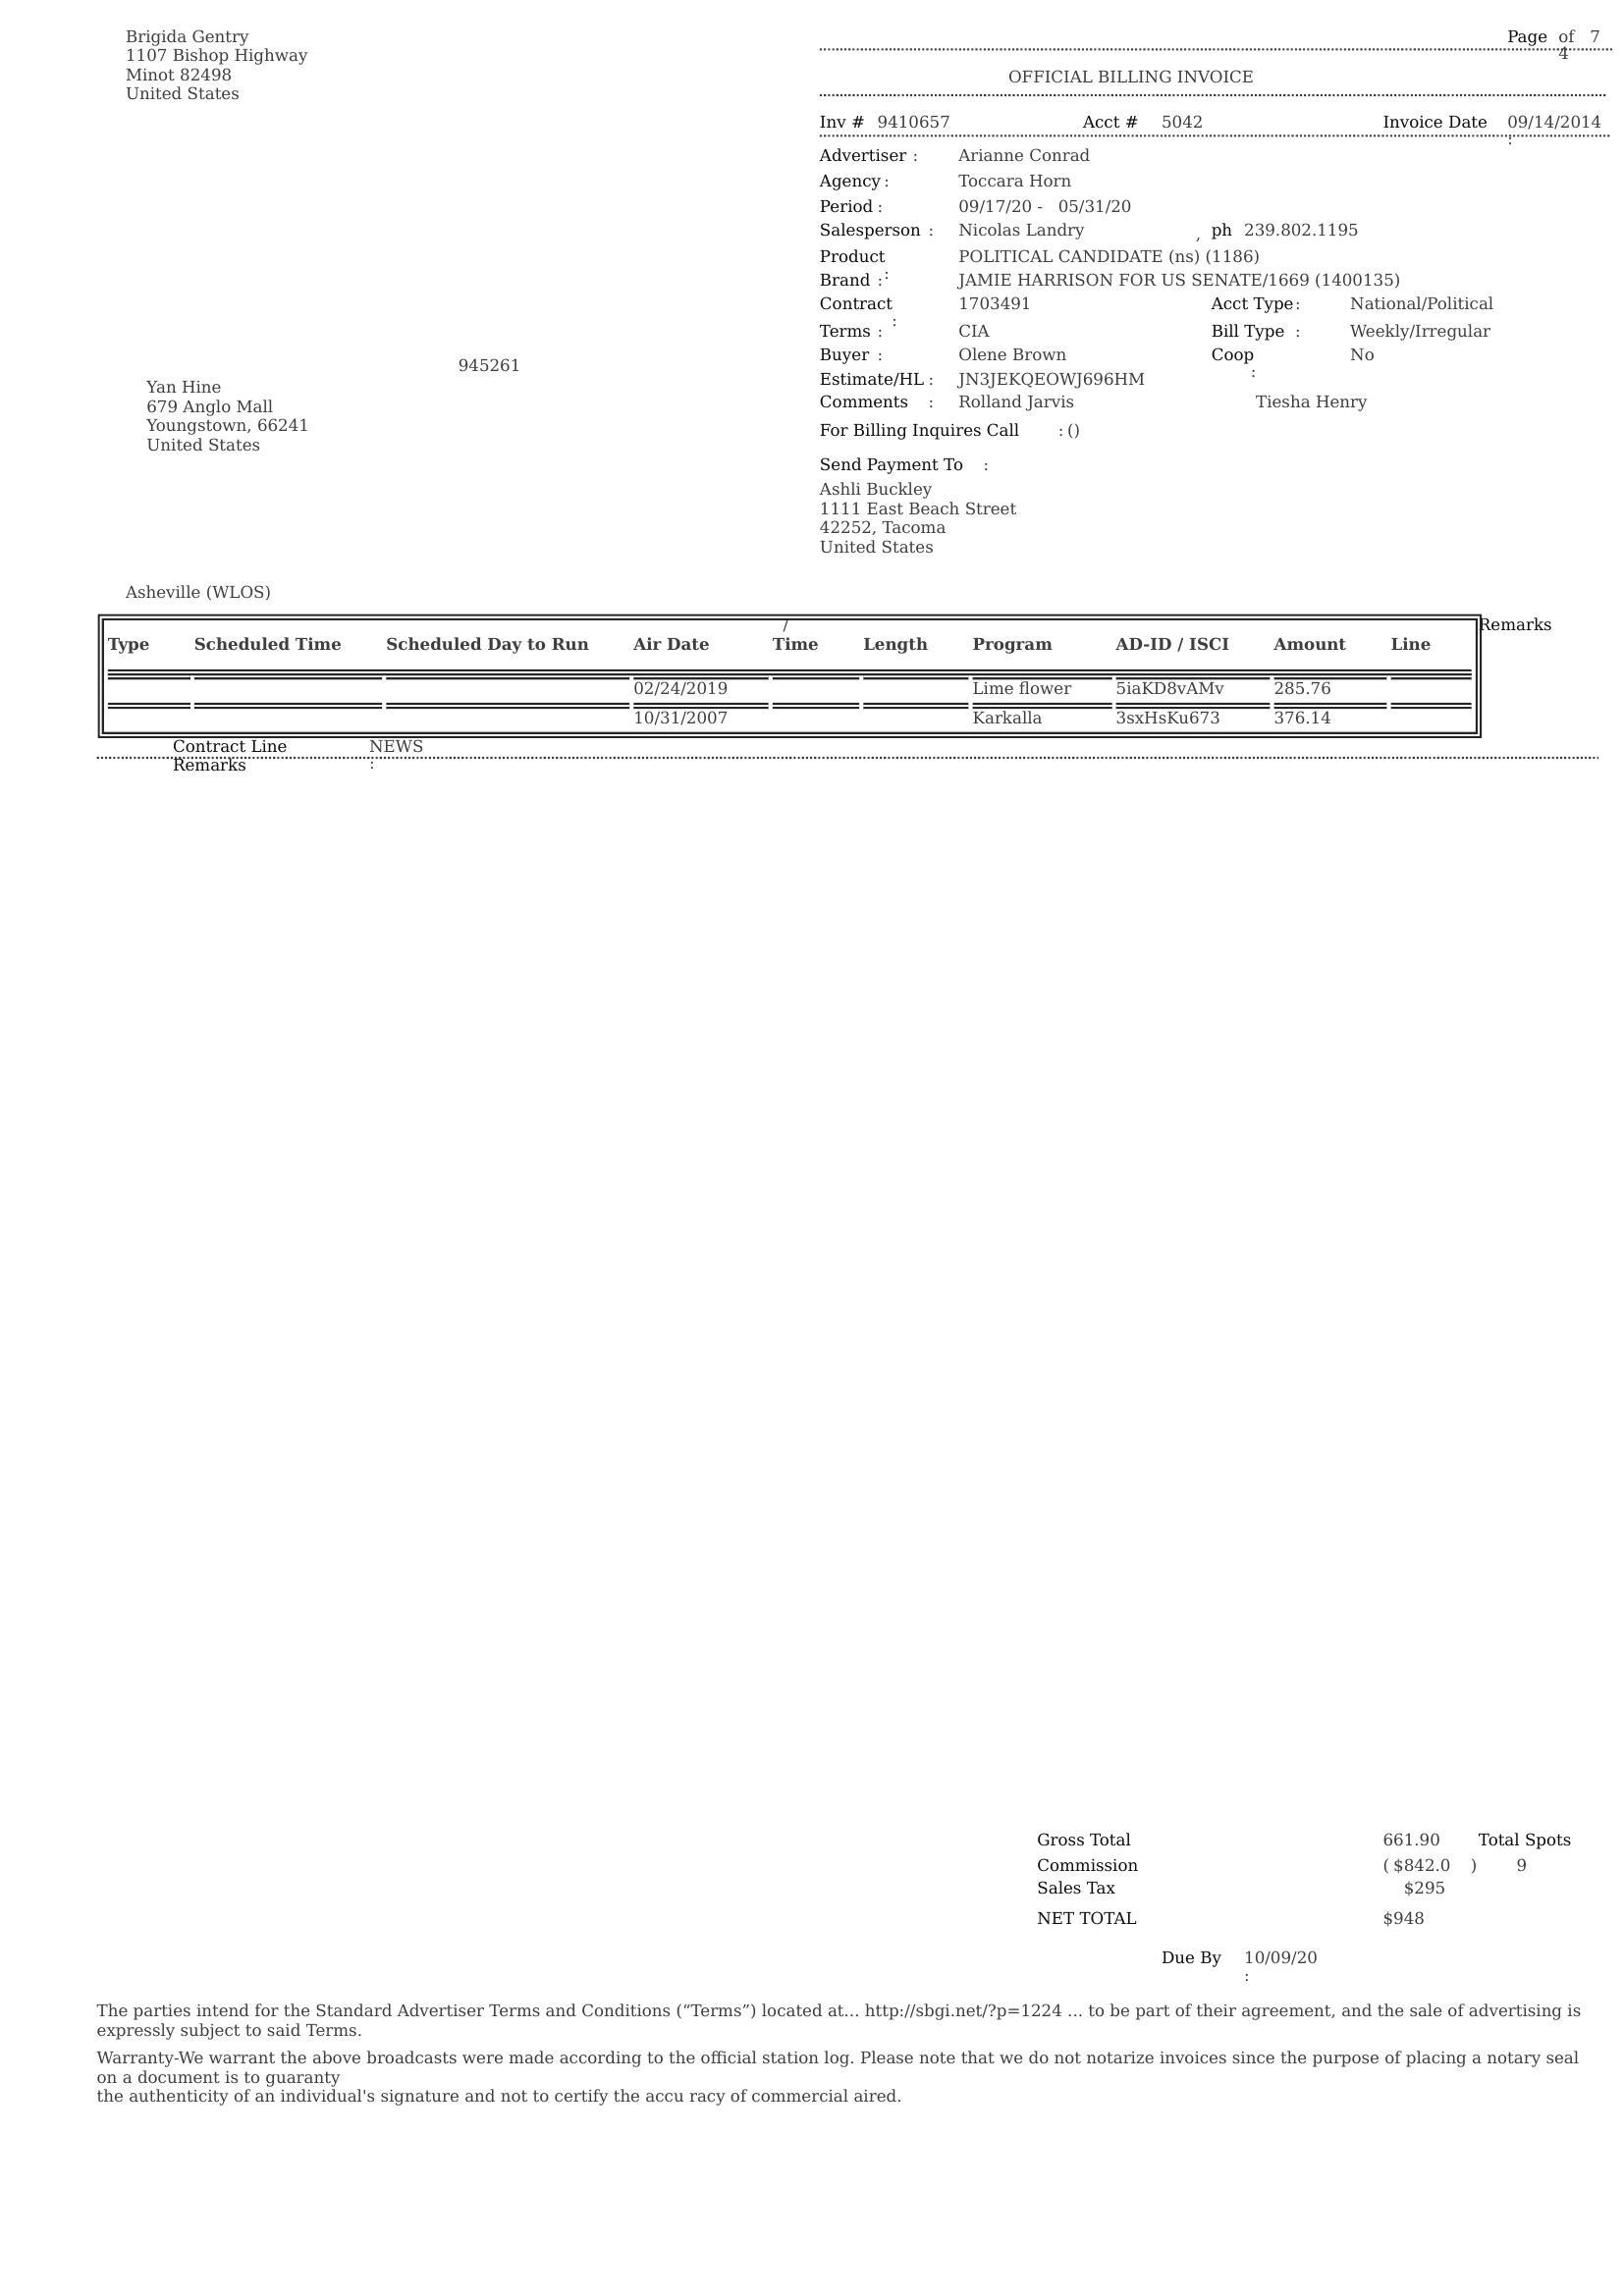 Brigida Gentry
1107 Bishop Highway
Minot 82498
United States
Page of 7
4
OFFICIAL BILLING INVOICE
Inv # 9410657 Acct # 5042 Invoice Date 09/14/2014
:
Advertiser : Arianne Conrad
Agency : Toccara Horn
Period : 09/17/20 - 05/31/20
Salesperson : Nicolas Landry , ph 239.802.1195
Product : POLITICAL CANDIDATE (ns) (1186)
Brand : JAMIE HARRISON FOR US SENATE/1669 (1400135)
Contract : 1703491 Acct Type : National/Political
Terms : CIA Bill Type : Weekly/Irregular
Buyer : Olene Brown Coop : No
Estimate/HL : JN3JEKQEOWJ696HM
Comments : Rolland Jarvis Tiesha Henry
For Billing Inquires Call : ()
Send Payment To :
Ashli Buckley
1111 East Beach Street
42252, Tacoma
United States
945261
Yan Hine
679 Anglo Mall
Youngstown, 66241
United States
Asheville (WLOS)
Type Scheduled Time Scheduled Day to Run Air Date / Time Length Program AD-ID / ISCI Amount Line Remarks
02/24/2019 Lime flower 5iaKD8vAMv 285.76
10/31/2007 Karkalla 3sxHsKu673 376.14
Contract Line NEWS
Remarks :
Gross Total 661.90 Total Spots
Commission ( $842.0 ) 9
Sales Tax $295
NET TOTAL $948
Due By 10/09/20
:
The parties intend for the Standard Advertiser Terms and Conditions (“Terms”) located at... http://sbgi.net/?p=1224 ... to be part of their agreement, and the sale of advertising is
expressly subject to said Terms.
Warranty-We warrant the above broadcasts were made according to the official station log. Please note that we do not notarize invoices since the purpose of placing a notary seal
on a document is to guaranty
the authenticity of an individual's signature and not to certify the accu racy of commercial aired.